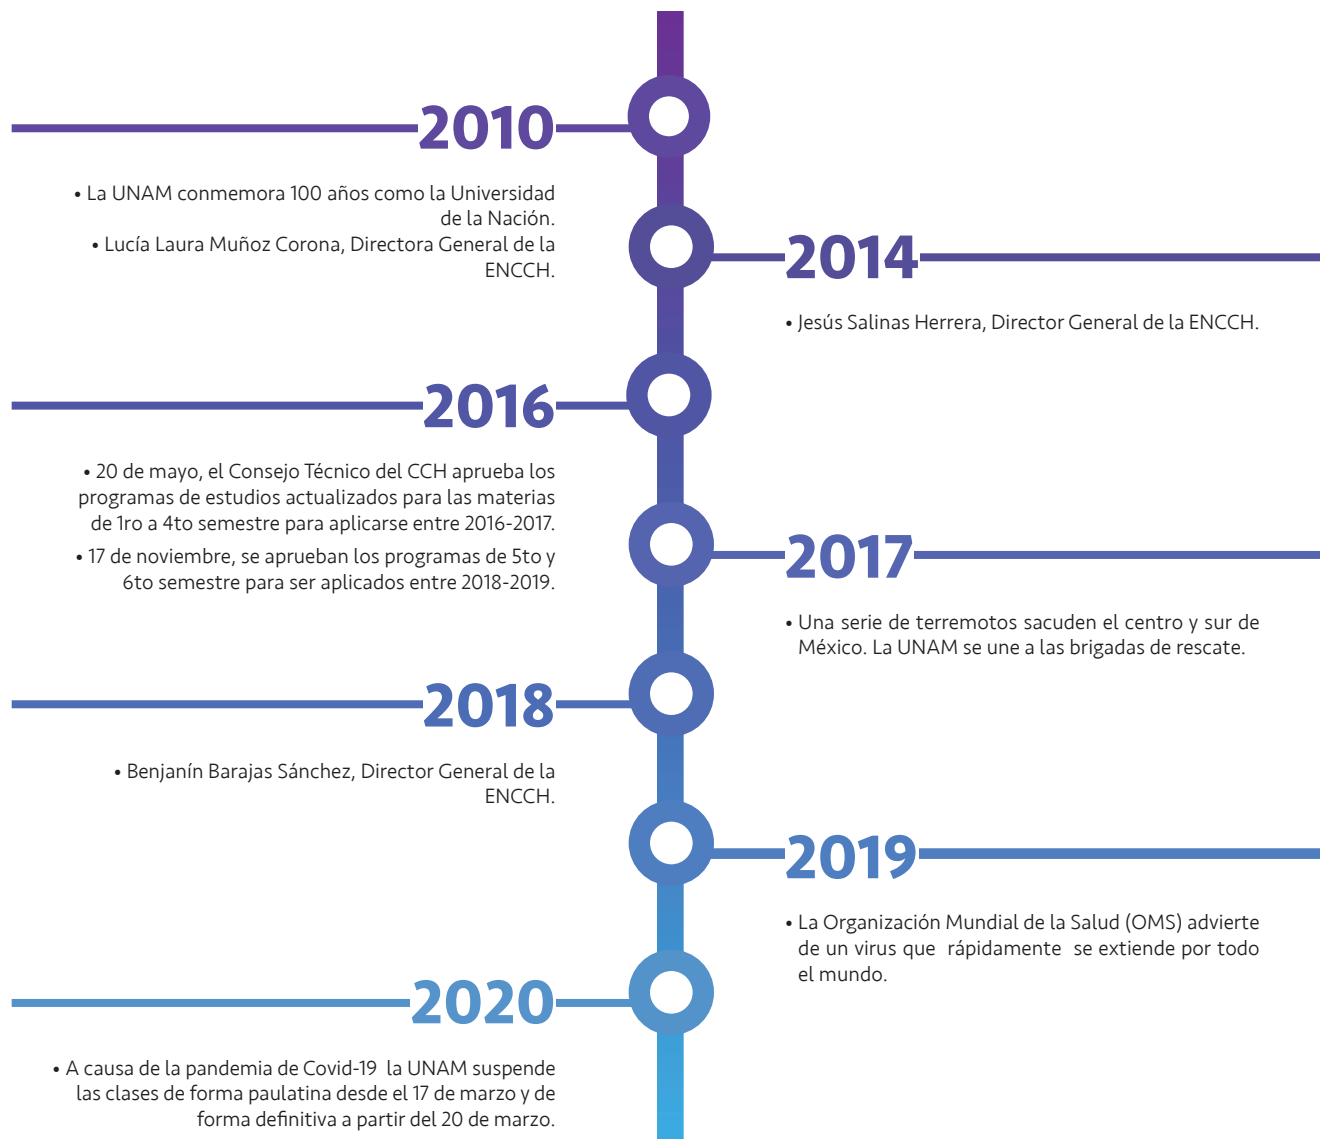 2010
• La UNAM conmemora 100 años como la Universidad
de la Nación.
• Lucía Laura Muñoz Corona, Directora General de la
ENCCH.
2014
• Jesús Salinas Herrera, Director General de la ENCCH.
2016
• 20 de mayo, el Consejo Técnico del CCH aprueba los
programas de estudios actualizados para las materias
de 1ro a 4to semestre para aplicarse entre 2016-2017.
• 17 de noviembre, se aprueban los programas de 5to y
6to semestre para ser aplicados entre 2018-2019.
2017
• Una serie de terremotos sacuden el centro y sur de
México. La UNAM se une a las brigadas de rescate.
2018
• Benjanín Barajas Sánchez, Director General de la
ENCCH.
2019
• La Organización Mundial de la Salud (OMS) advierte
de un virus que rápidamente se extiende por todo
el mundo.
2020
• A causa de la pandemia de Covid-19 la UNAM suspende
las clases de forma paulatina desde el 17 de marzo y de
forma definitiva a partir del 20 de marzo.